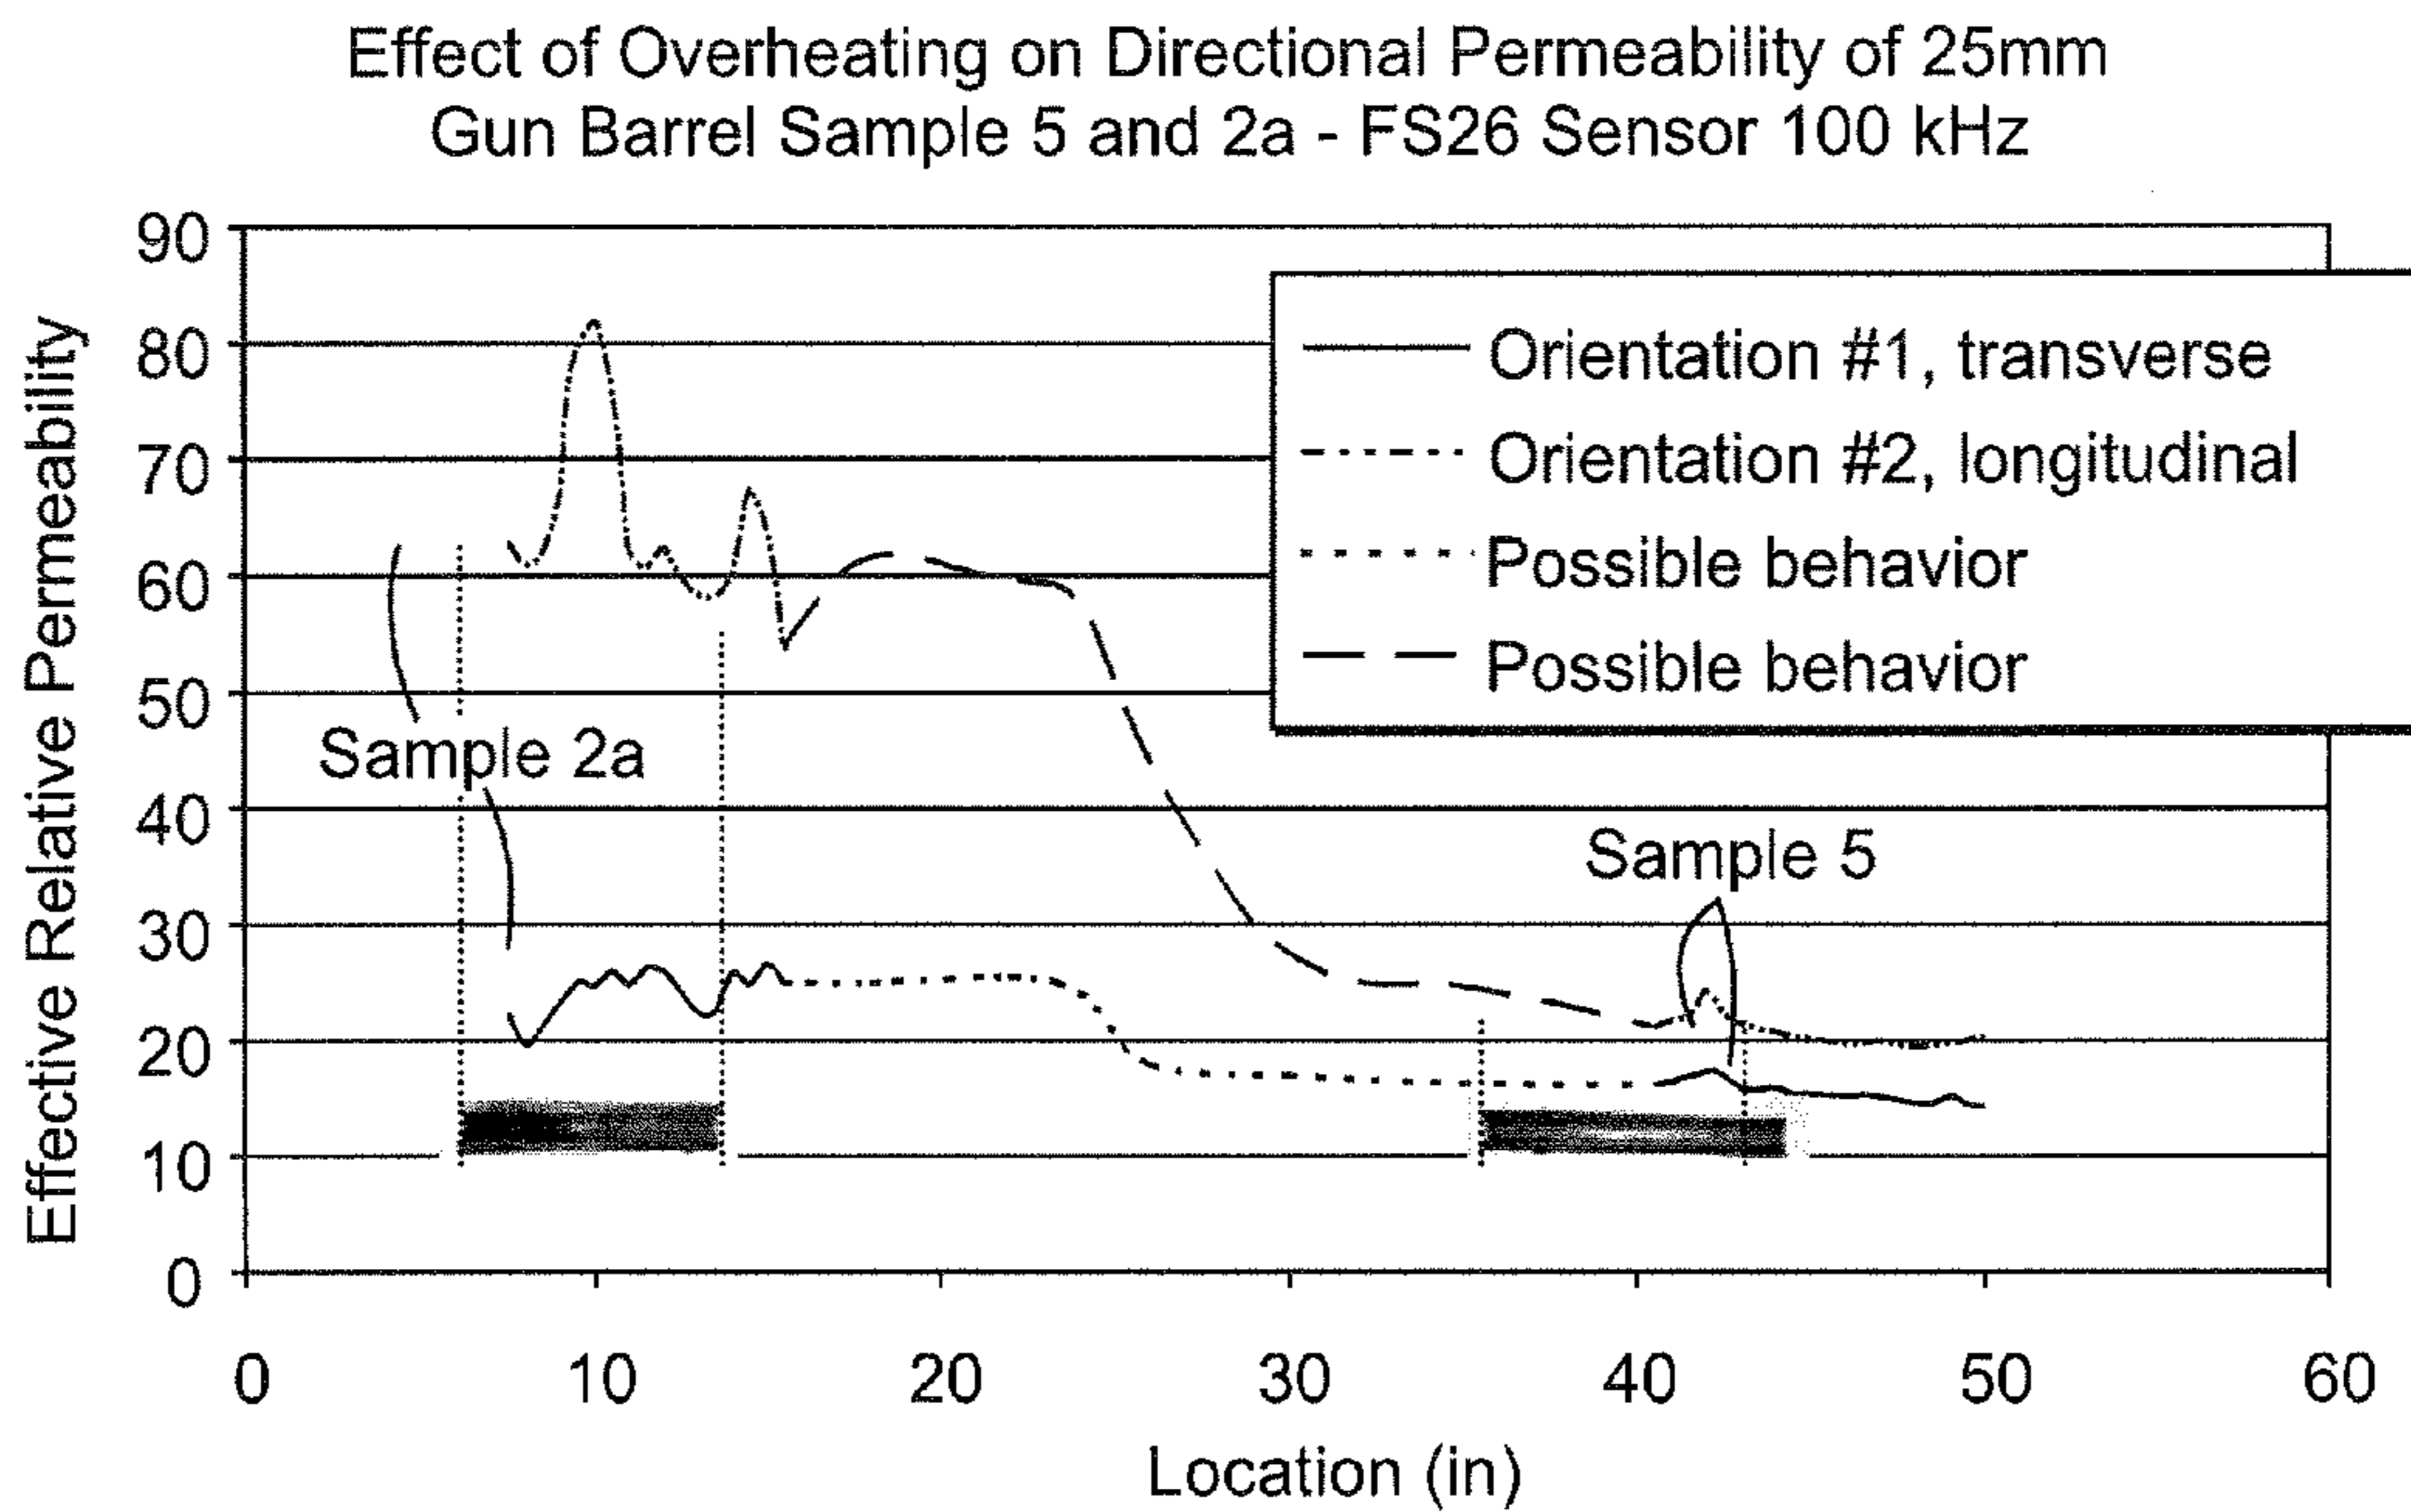 Effect of Overheating on Directional Permeability of 25mm
Gun Barrel Sample 5 and 2a - FS26 Sensor 100 kHz
Effective Relative Permeability
90
80
70
60
50
40
30
20
10
0
Orientation #1, transverse
Orientation #2, longitudinal
Possible behavior
Possible behavior
Sample 2a
Sample 5
0 10 20 30 40 50 60
Location (in)